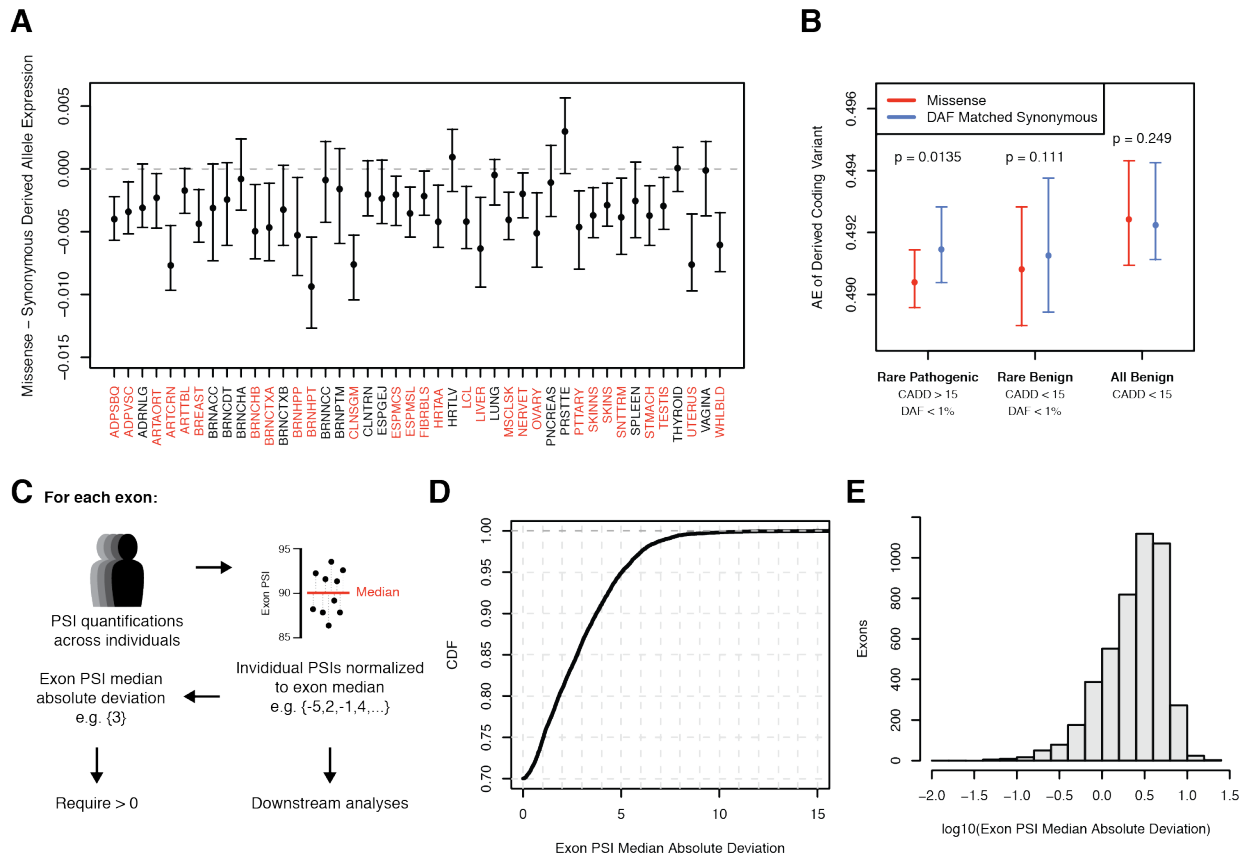 A
Missense – Synonymous Derived Allele Expression
0.005
0.000
−0.005
−0.010
−0.015
ADPSBQ
ADPVSC
ADRNLG
ARTAORT
ARTCRN
ARTTBL
BREAST
BRNACC
BRNCDT
BRNCHA
BRNCHB
BRNCTXA
BRNCTXB
BRNHPP
BRNHPT
BRNNCC
BRNPTM
CLNSGM
CLNTRN
ESPGEJ
ESPMCS
ESPMSL
FIBRBLS
HRTAA
HRTLV
LCL
LIVER
LUNG
MSCLSK
NERVET
OVARY
PNCREAS
PRSTTE
PTTARY
SKINNS
SKINS
SNTTRM
SPLEEN
STMACH
TESTIS
THYROID
UTERUS
VAGINA
WHLBLD
B
AE of Derived Coding Variant
0.496
0.494
0.492
0.490
Missense
DAF Matched Synonymous
p = 0.0135
p = 0.111
p = 0.249
Rare Pathogenic
CADD > 15
DAF < 1%
Rare Benign
CADD < 15
DAF < 1%
All Benign
CADD < 15
C
For each exon:
PSI quantifications
across individuals
Exon PSI
95
90
85
Median
Invididual PSIs normalized
to exon median
e.g. {-5,2,-1,4,...}
Exon PSI median
absolute deviation
e.g. {3}
Require > 0
Downstream analyses
D
CDF
1.00
0.95
0.90
0.85
0.80
0.75
0.70
0
5
10
15
Exon PSI Median Absolute Deviation
E
Exons
1000
800
600
400
200
0
−2.0
−1.5
−1.0
−0.5
0.0
0.5
1.0
1.5
log10(Exon PSI Median Absolute Deviation)